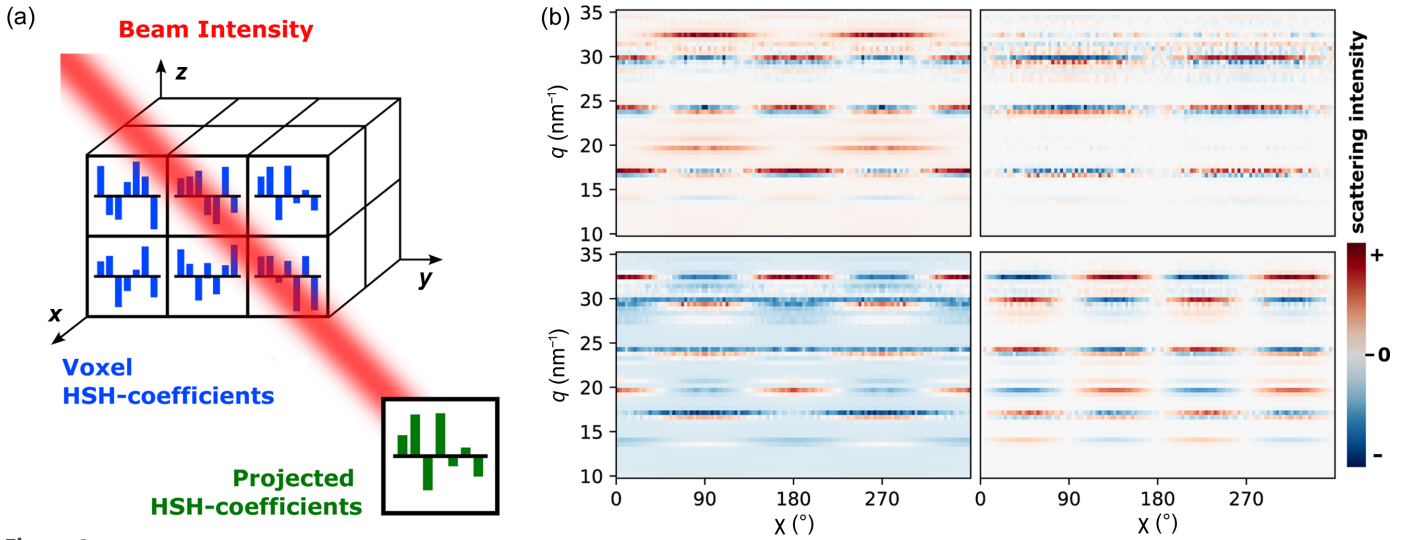 (a)
Beam Intensity
z
y
x
Voxel
HSH-coefficients
Projected
HSH-coefficients
(b)
35
30
25
20
15
10
q (nm⁻¹)
35
30
25
20
15
10
q (nm⁻¹)
0 90 180 270
χ (°)
0 90 180 270
χ (°)
scattering intensity
+
0
-